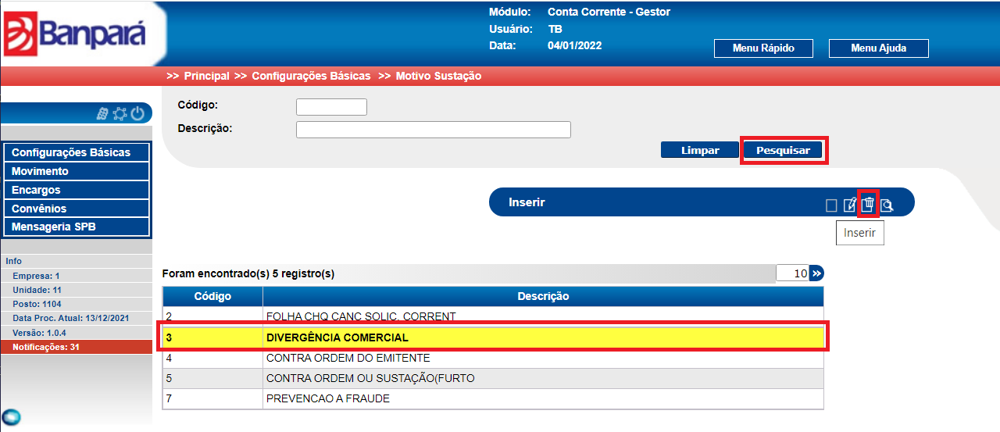 Banpará
Módulo: Conta Corrente - Gestor
Usuário: TB
Data: 04/01/2022
Menu Rápido Menu Ajuda
>> Principal >> Configurações Básicas >> Motivo Sustação
Código:
Descrição:
Limpar Pesquisar
Configurações Básicas
Movimento
Encargos
Convênios
Mensageria SPB
Inserir
Inserir
Info
Empresa: 1
Unidade: 11
Posto: 1104
Data Proc. Atual: 13/12/2021
Versão: 1.0.4
Notificações: 31
Foram encontrado(s) 5 registro(s) 10
Código Descrição
2 FOLHA CHQ CANC SOLIC. CORRENT
3 DIVERGÊNCIA COMERCIAL
4 CONTRA ORDEM DO EMITENTE
5 CONTRA ORDEM OU SUSTAÇÃO(FURTO
7 PREVENCAO A FRAUDE